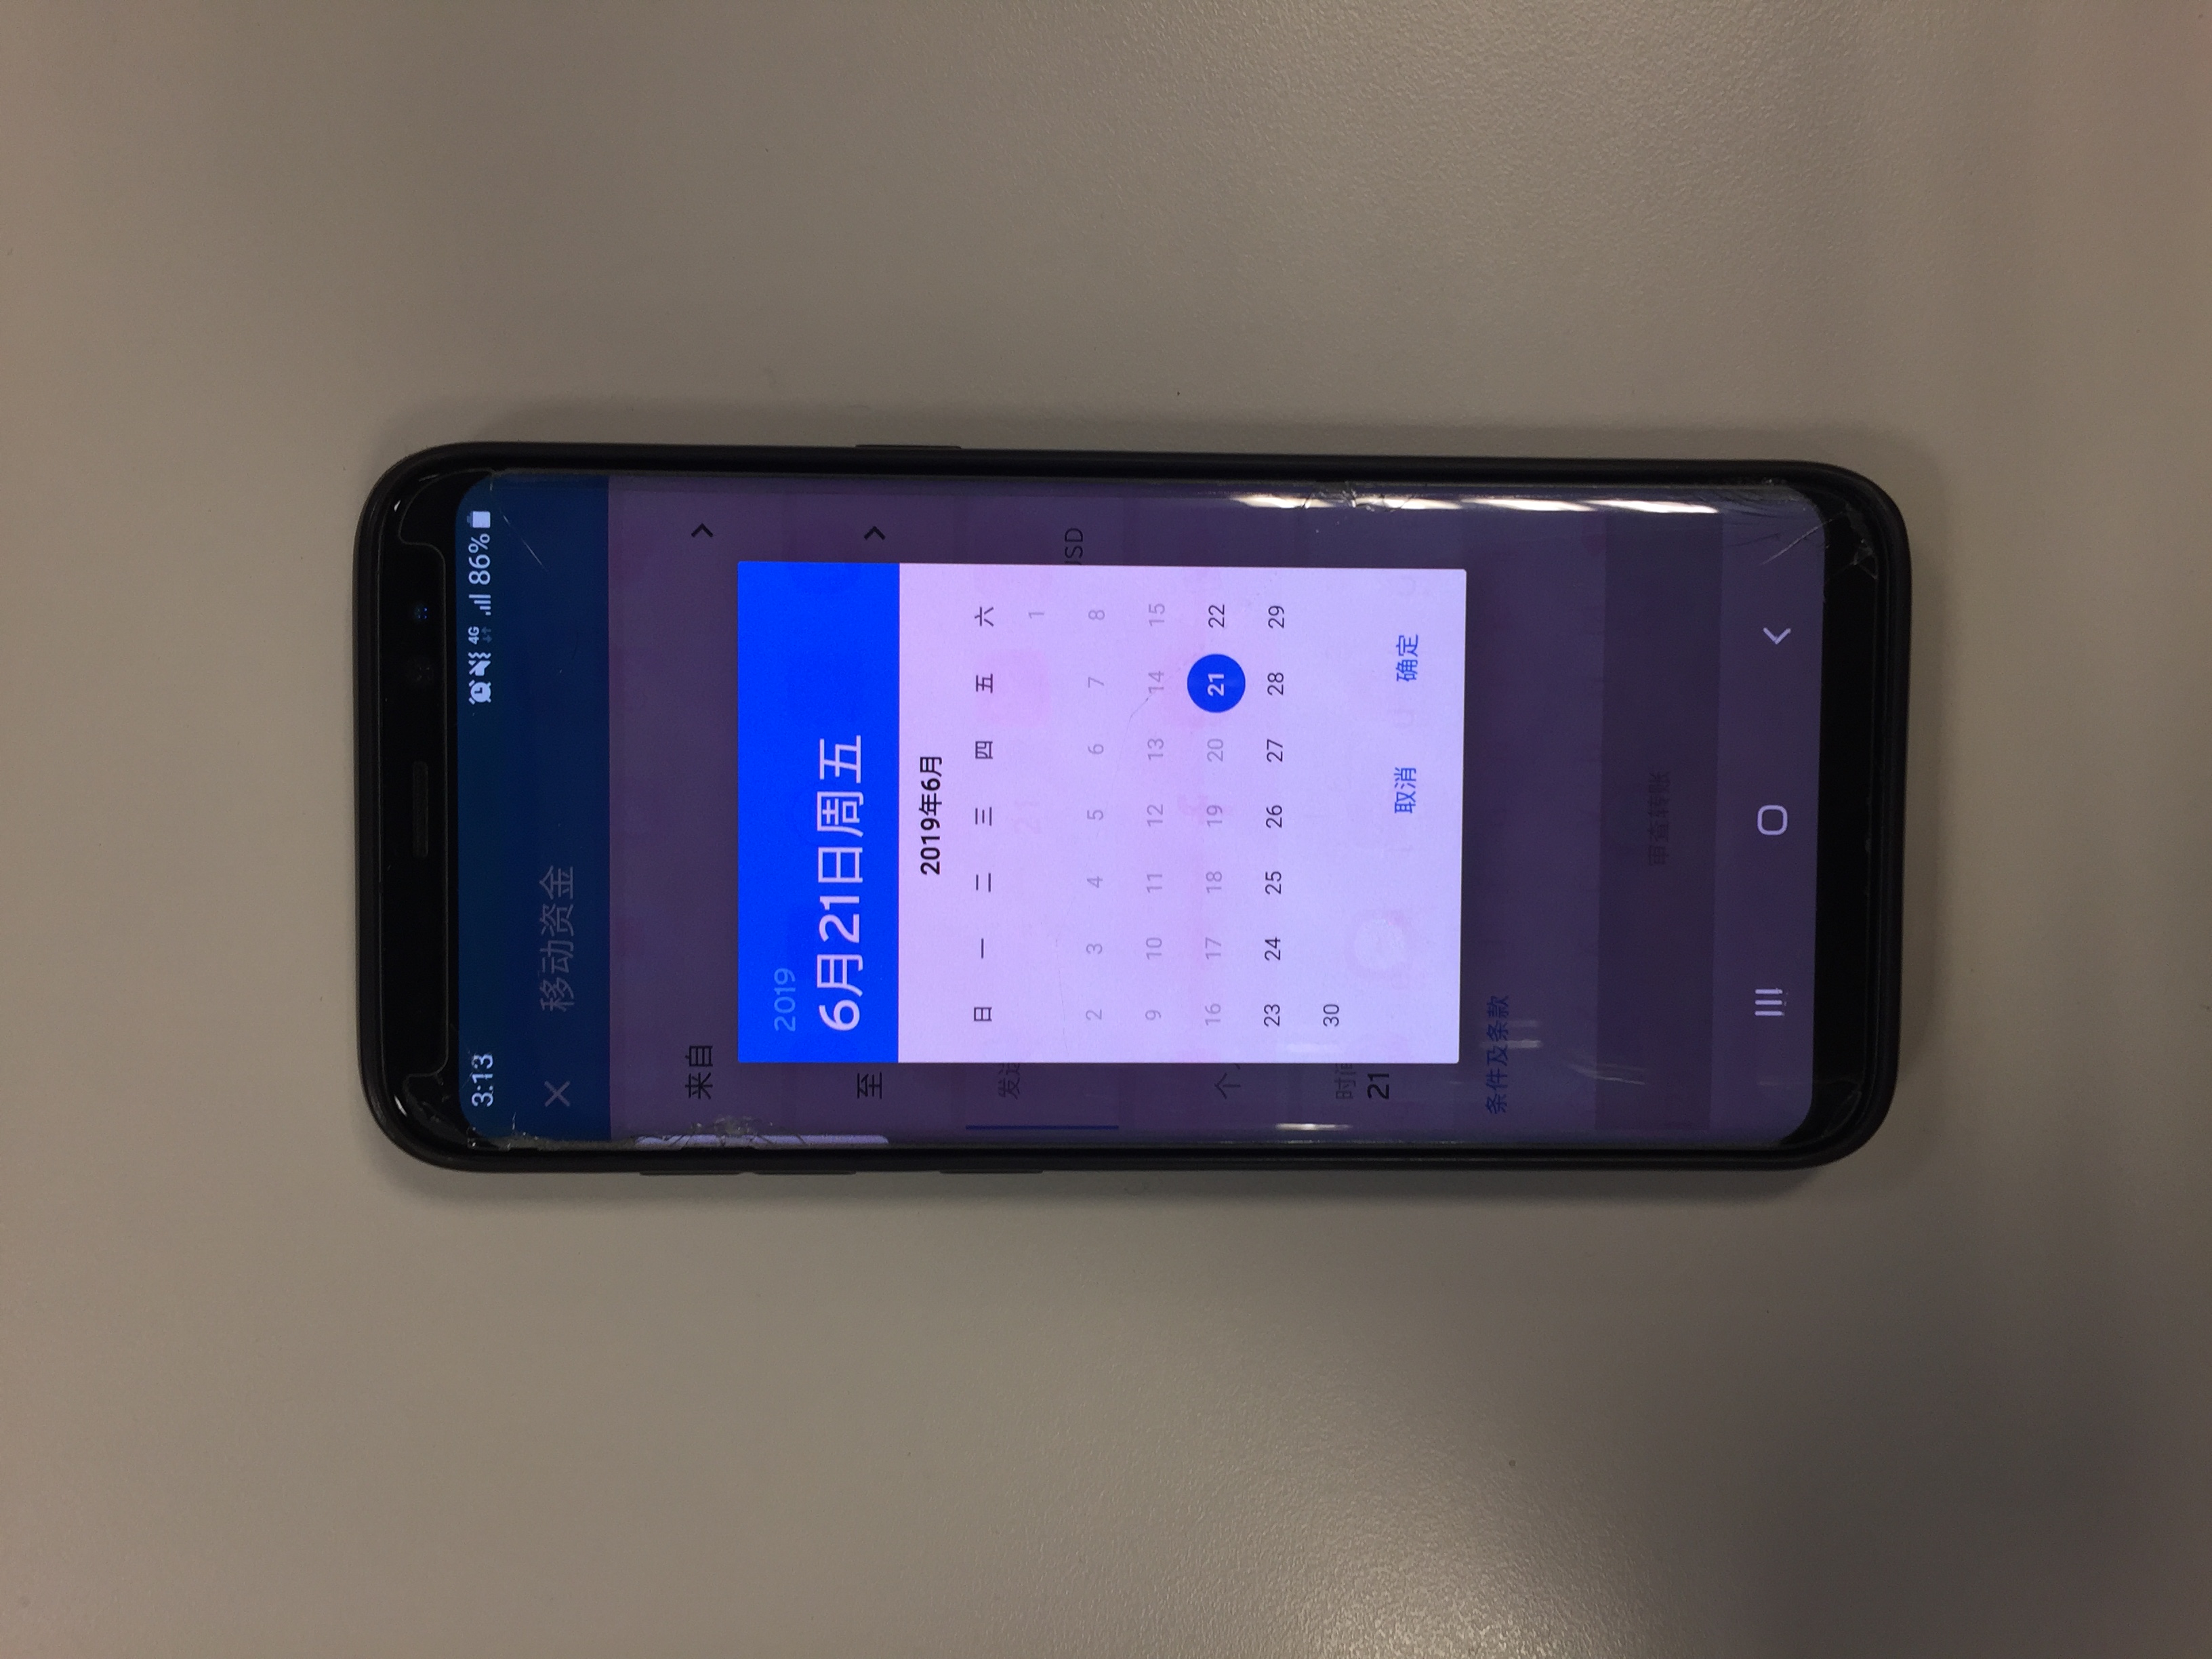 3:13 4G 86%
移动资金
来自
至
2019
6月21日周五
2019年6月
日 一 二 三 四 五 六
1
2 3 4 5 6 7 8
9 10 11 12 13 14 15
16 17 18 19 20 21 22
23 24 25 26 27 28 29
30
取消 确定
发送
SD
个
时间
21
条件及条款
审查转账